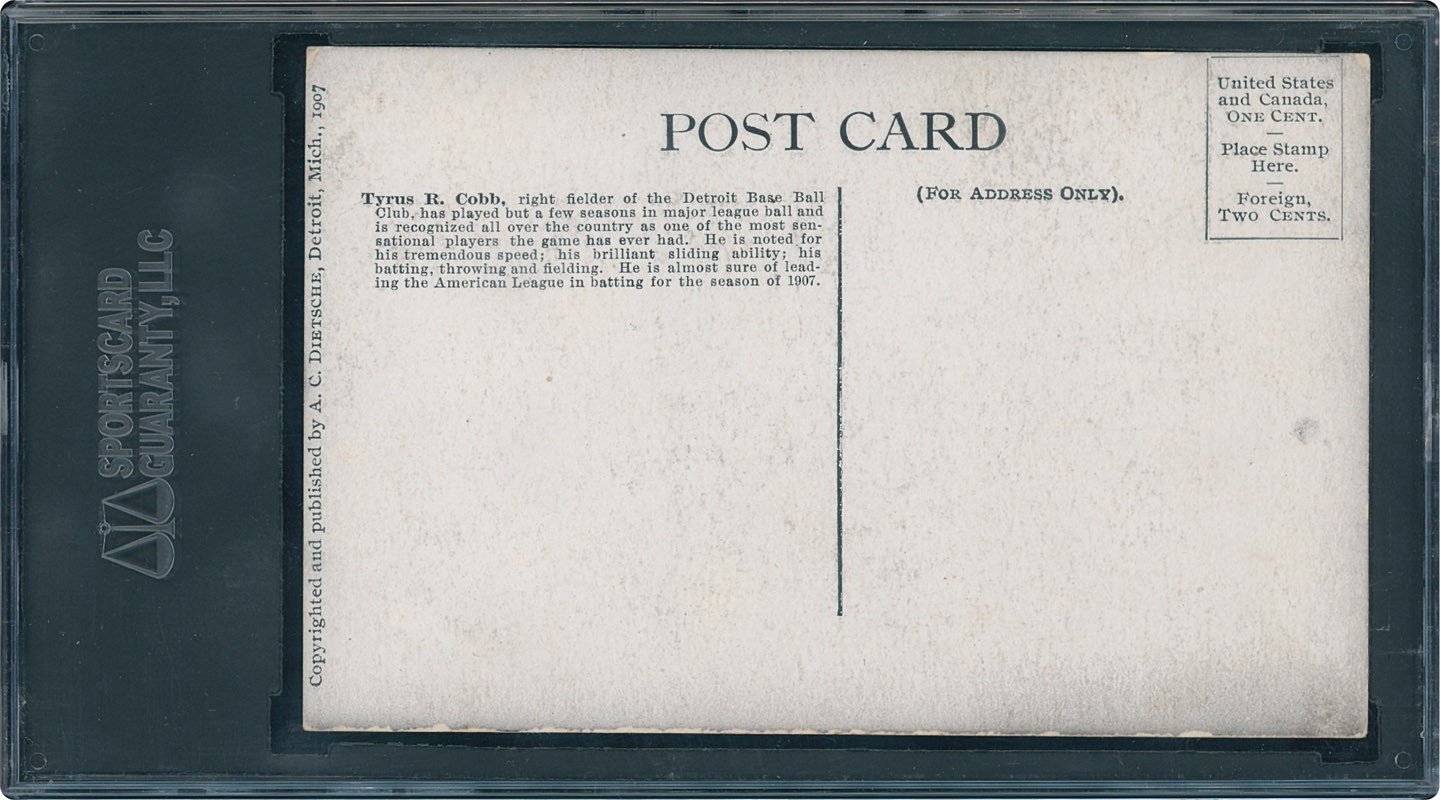 SPORTSCARD
GUARANTY, LLC
Copyrighted and published by A. C. DIETSCHE, Detroit, Mich., 1907
POST CARD
Tyrus R. Cobb, right fielder of the Detroit Base Ball
Club, has played but a few seasons in major league ball and
is recognized all over the country as one of the most sen-
sational players the game has ever had. He is noted for
his tremendous speed; his brilliant sliding ability; his
batting, throwing and fielding. He is almost sure of lead-
ing the American League in batting for the season of 1907.
(FOR ADDRESS ONLY).
United States
and Canada,
ONE CENT.
—
Place Stamp
Here.
—
Foreign,
TWO CENTS.